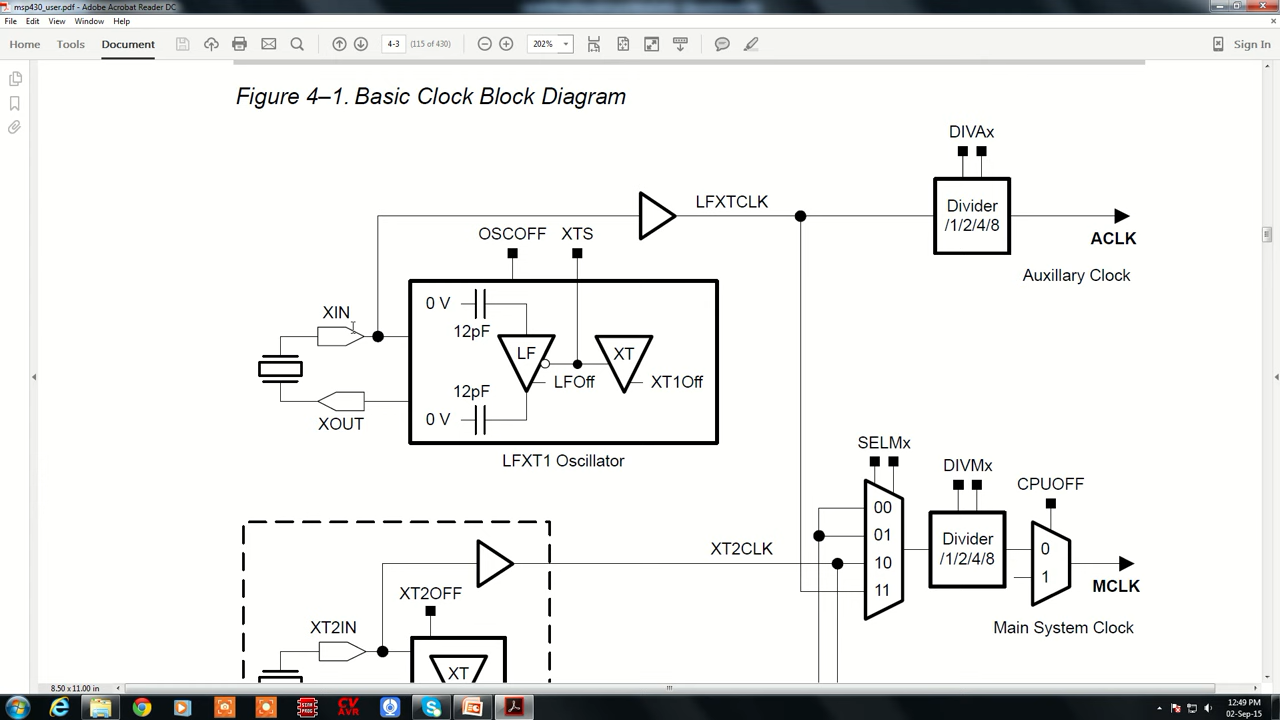 msp430_user.pdf - Adobe Acrobat Reader DC
File Edit View Window Help
Home Tools Document 4-3 (115 of 430) 202% Sign In
Figure 4–1. Basic Clock Block Diagram
DIVAx
LFXTCLK
Divider
/1/2/4/8
ACLK
Auxillary Clock
OSCOFF XTS
XIN
0 V
12pF
LF
XT
LFOff
XT1Off
12pF
0 V
XOUT
LFXT1 Oscillator
SELMx
DIVMx
CPUOFF
00
01
10
11
Divider
/1/2/4/8
0
1
MCLK
Main System Clock
XT2CLK
XT2OFF
XT2IN
XT
8.50 x 11.00 in
CV
AVR
12:49 PM
02-Sep-15